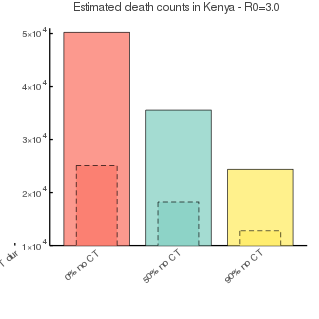 Estimated death counts in Kenya - R0=3.0
5×10⁴
4×10⁴
3×10⁴
2×10⁴
1×10⁴
0% no CT
50% no CT
90% no CT